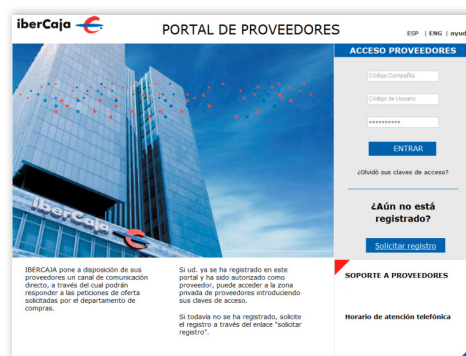 iberCaja
PORTAL DE PROVEEDORES
ESP | ENG | ayud
ACCESO PROVEEDORES
Código Compañía
Código de Usuario
**********
ENTRAR
¿Olvidó sus claves de acceso?
¿Aún no está
registrado?
Solicitar registro
iberCaja
IBERCAJA pone a disposición de sus
proveedores un canal de comunicación
directo, a través del cual podrán
responder a las peticiones de oferta
solicitadas por el departamento de
compras.
Si ud. ya se ha registrado en este
portal y ha sido autorizado como
proveedor, puede acceder a la zona
privada de proveedores introduciendo
sus claves de acceso.
Si todavía no se ha registrado, solicite
el registro a través del enlace "solicitar
registro".
SOPORTE A PROVEEDORES
Horario de atención telefónica